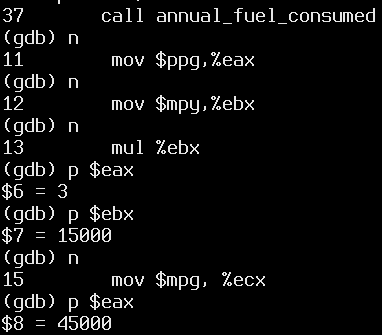 37 call annual_fuel_consumed
(gdb) n
11 mov $ppg,%eax
(gdb) n
12 mov $mpy,%ebx
(gdb) n
13 mul %ebx
(gdb) p $eax
$6 = 3
(gdb) p $ebx
$7 = 15000
(gdb) n
15 mov $mpg, %ecx
(gdb) p $eax
$8 = 45000